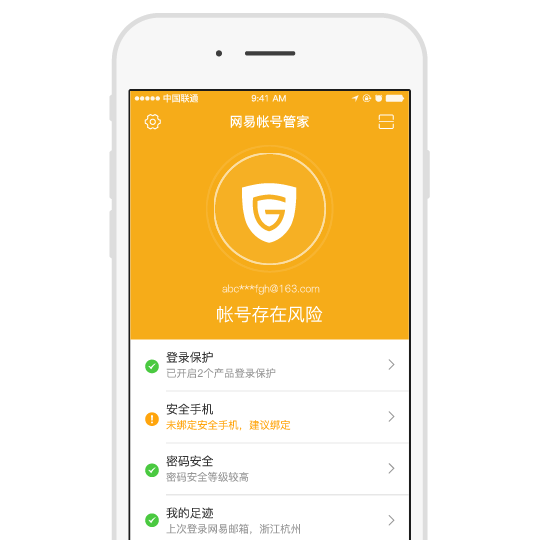 中国联通 9:41 AM
网易帐号管家
abc***fgh@163.com
帐号存在风险
登录保护
已开启2个产品登录保护
安全手机
未绑定安全手机，建议绑定
密码安全
密码安全等级较高
我的足迹
上次登录网易邮箱，浙江杭州